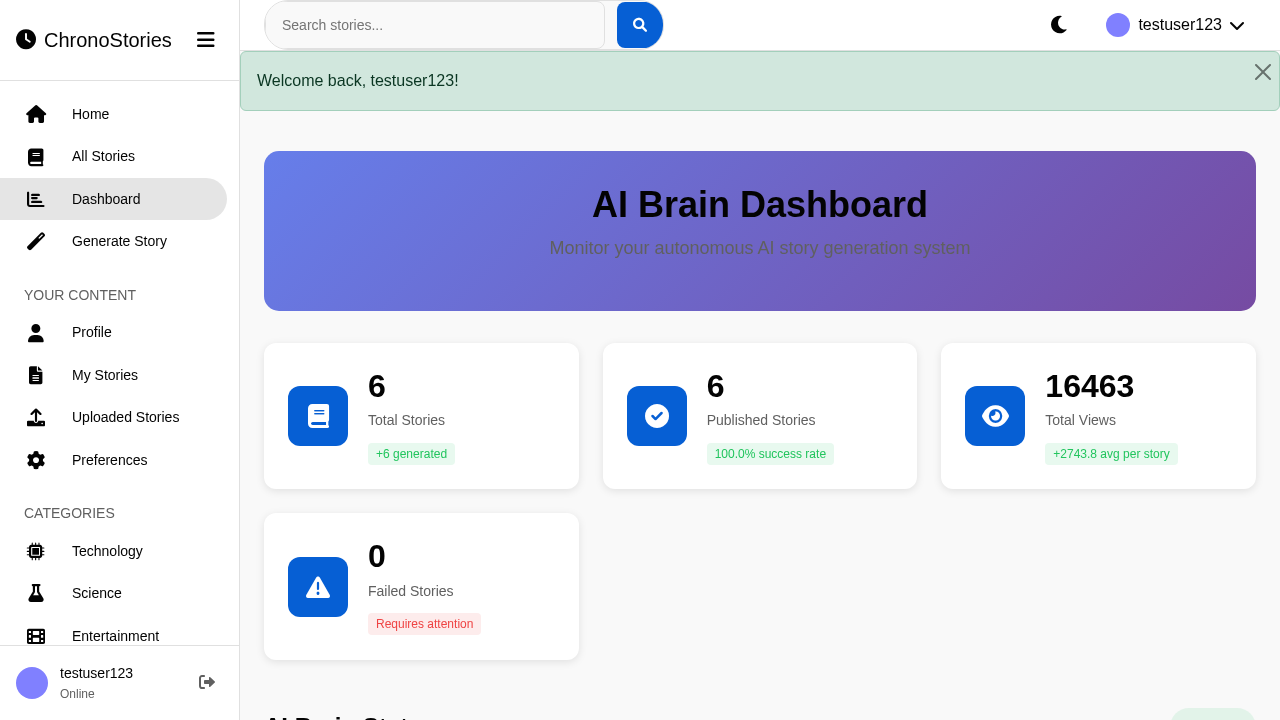 ChronoStories
Search stories...
testuser123
Welcome back, testuser123!
Home
All Stories
Dashboard
Generate Story
YOUR CONTENT
Profile
My Stories
Uploaded Stories
Preferences
CATEGORIES
Technology
Science
Entertainment
testuser123
Online
AI Brain Dashboard
Monitor your autonomous AI story generation system
6
Total Stories
+6 generated
6
Published Stories
100.0% success rate
16463
Total Views
+2743.8 avg per story
0
Failed Stories
Requires attention